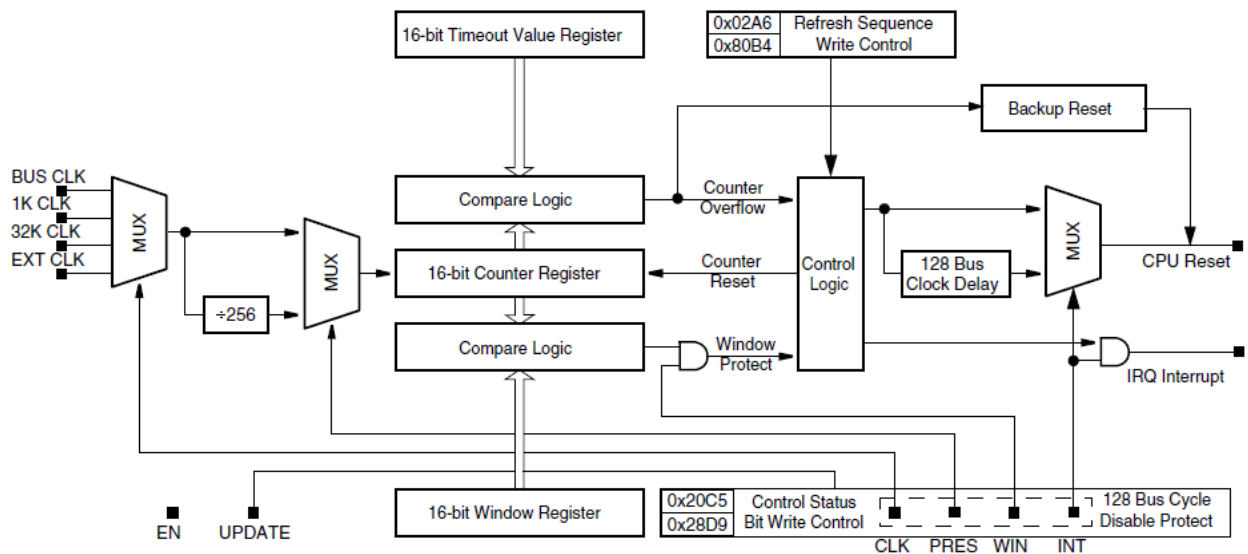 16-bit Timeout Value Register
0x02A6
0x80B4
Refresh Sequence
Write Control
Backup Reset
BUS CLK
1K CLK
32K CLK
EXT CLK
MUX
÷256
MUX
Compare Logic
16-bit Counter Register
Compare Logic
Counter
Overflow
Counter
Reset
Window
Protect
Control
Logic
128 Bus
Clock Delay
MUX
CPU Reset
IRQ Interrupt
EN
UPDATE
16-bit Window Register
0x20C5
0x28D9
Control Status
Bit Write Control
128 Bus Cycle
Disable Protect
CLK
PRES
WIN
INT